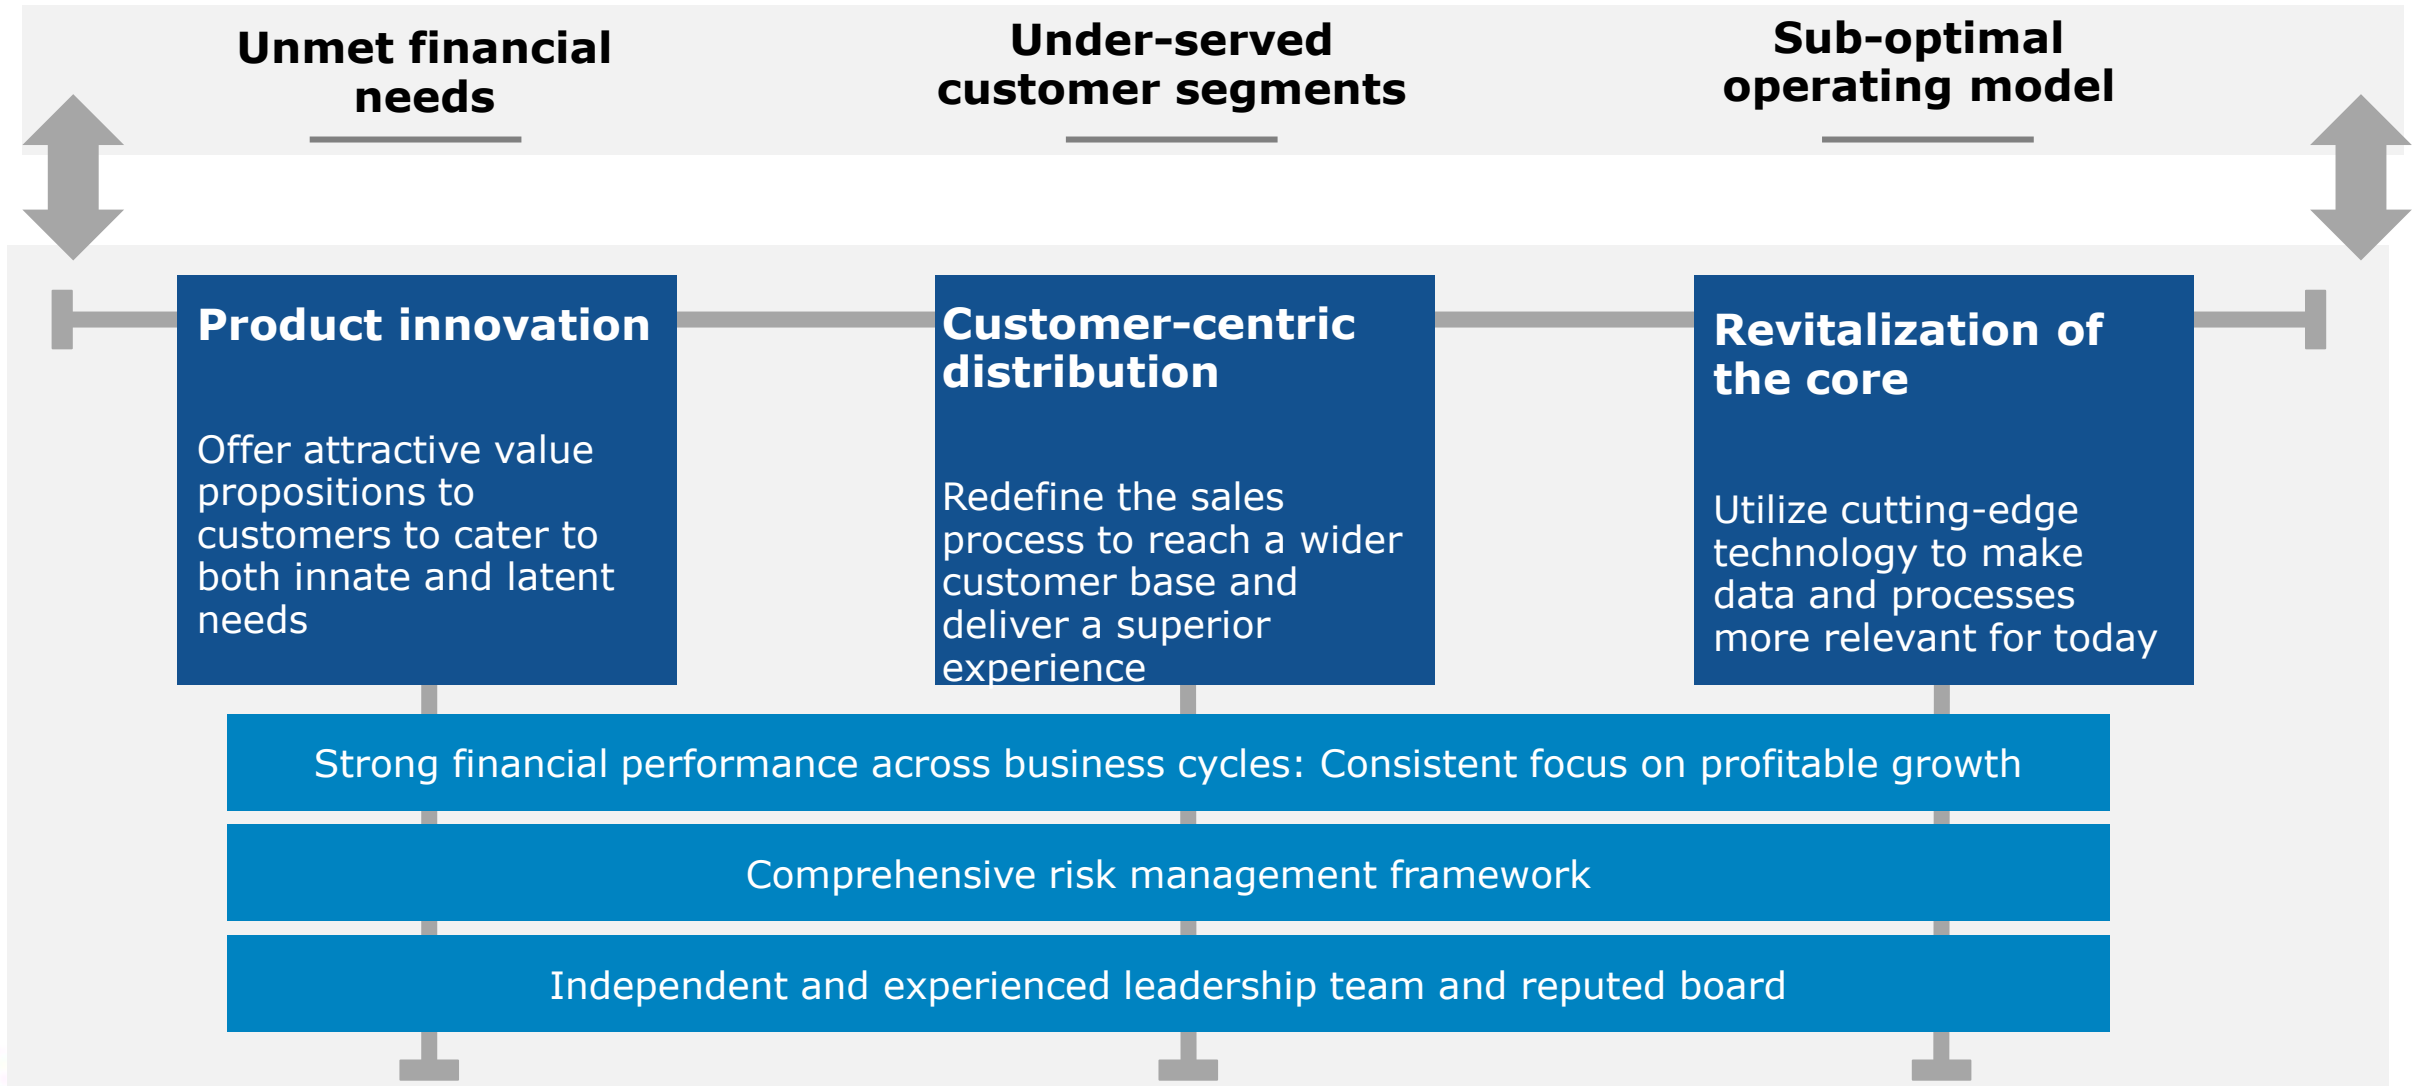 Unmet financial
needs
Under-served
customer segments
Sub-optimal
operating model
Product innovation
Offer attractive value
propositions to
customers to cater to
both innate and latent
needs
Customer-centric
distribution
Redefine the sales
process to reach a wider
customer base and
deliver a superior
experience
Revitalization of
the core
Utilize cutting-edge
technology to make
data and processes
more relevant for today
Strong financial performance across business cycles: Consistent focus on profitable growth
Comprehensive risk management framework
Independent and experienced leadership team and reputed board